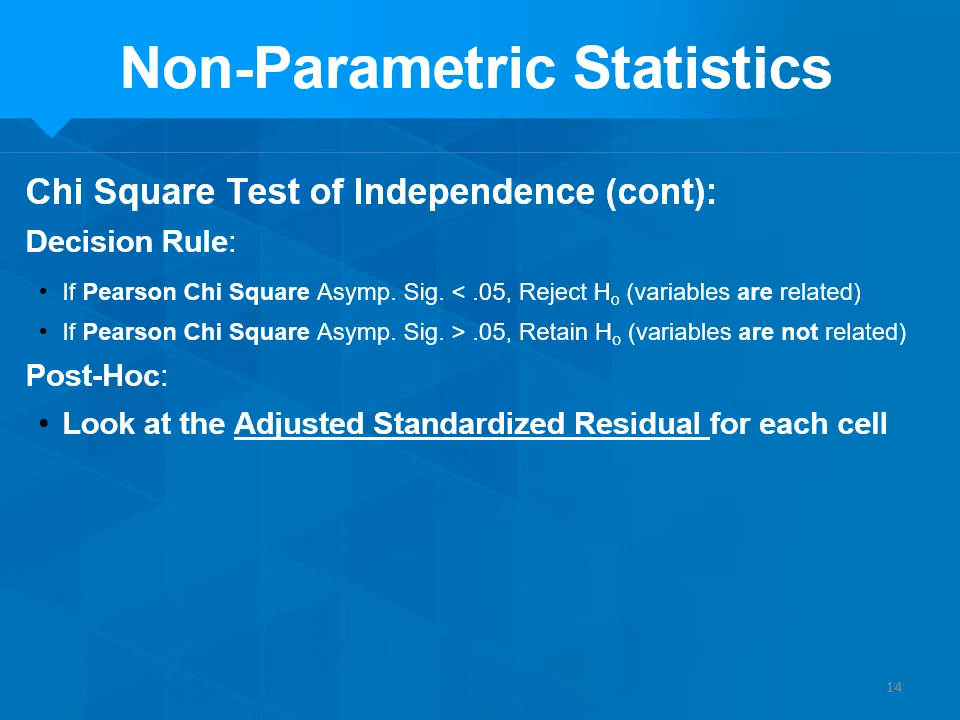 Non-Parametric Statistics
Chi Square Test of Independence (cont):
Decision Rule:
• If Pearson Chi Square Asymp. Sig. < .05, Reject Ho (variables are related)
• If Pearson Chi Square Asymp. Sig. > .05, Retain Ho (variables are not related)
Post-Hoc:
• Look at the Adjusted Standardized Residual for each cell
14